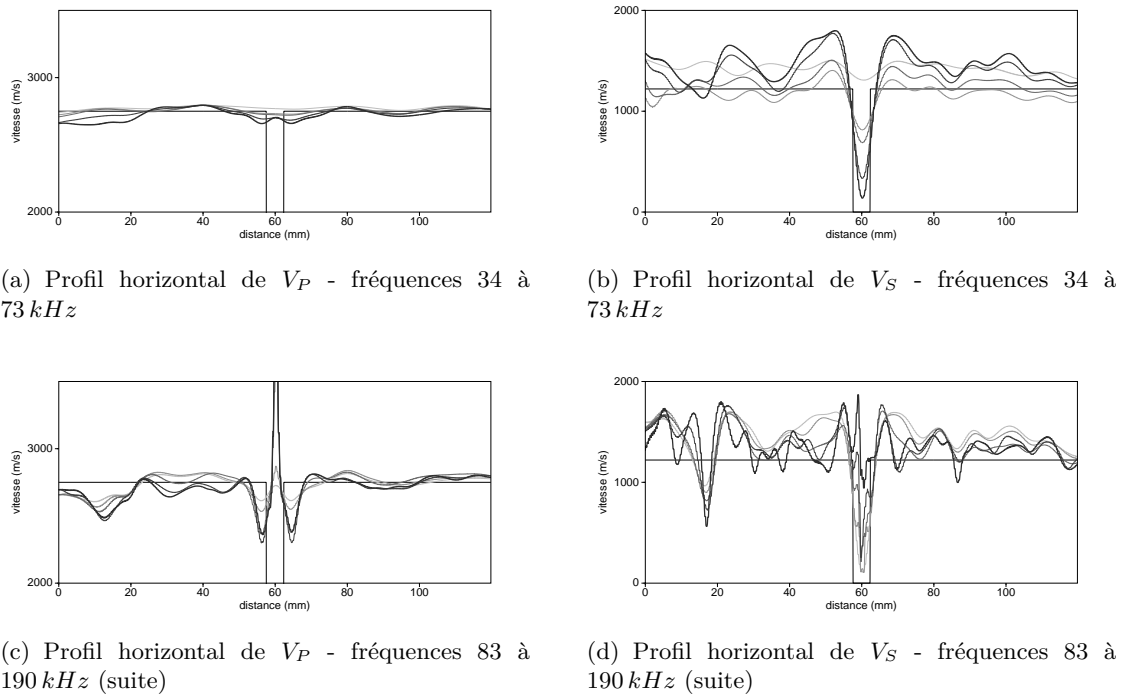 3000
2000
vitesse (m/s)
0 20 40 60 80 100
distance (mm)
2000
1000
0
vitesse (m/s)
0 20 40 60 80 100
distance (mm)
(a) Profil horizontal de V_P - fréquences 34 à
73 kHz
(b) Profil horizontal de V_S - fréquences 34 à
73 kHz
3000
2000
vitesse (m/s)
0 20 40 60 80 100
distance (mm)
2000
1000
0
vitesse (m/s)
0 20 40 60 80 100
distance (mm)
(c) Profil horizontal de V_P - fréquences 83 à
190 kHz (suite)
(d) Profil horizontal de V_S - fréquences 83 à
190 kHz (suite)